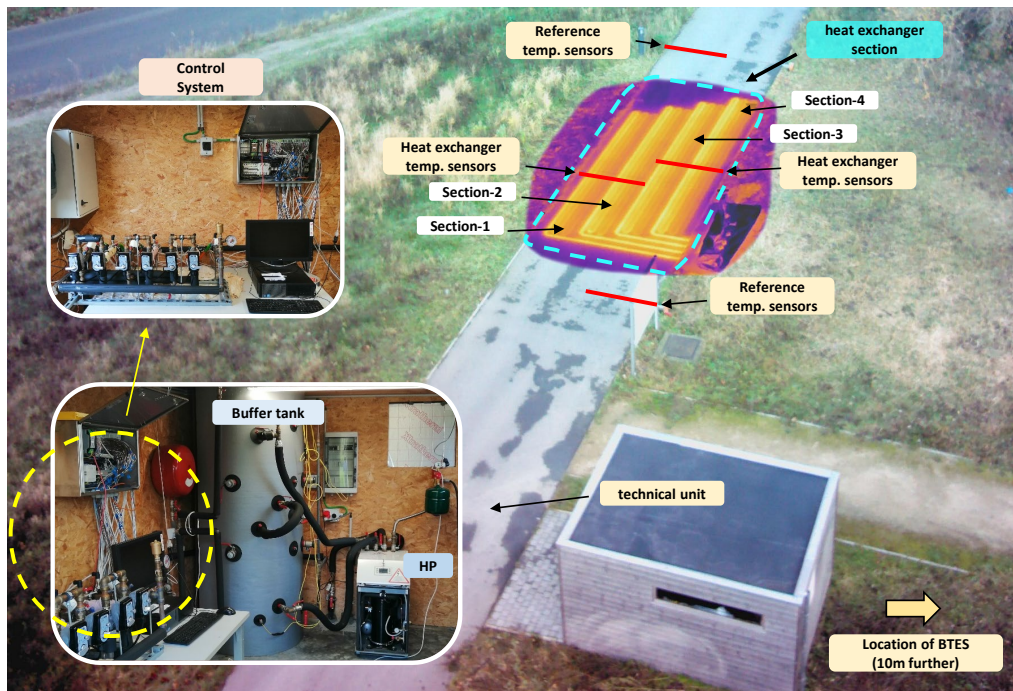 Reference
temp. sensors
heat exchanger
section
Control
System
Section-4
Section-3
Heat exchanger
temp. sensors
Heat exchanger
temp. sensors
Section-2
Section-1
Reference
temp. sensors
Buffer tank
technical unit
HP
Location of BTES
(10m further)